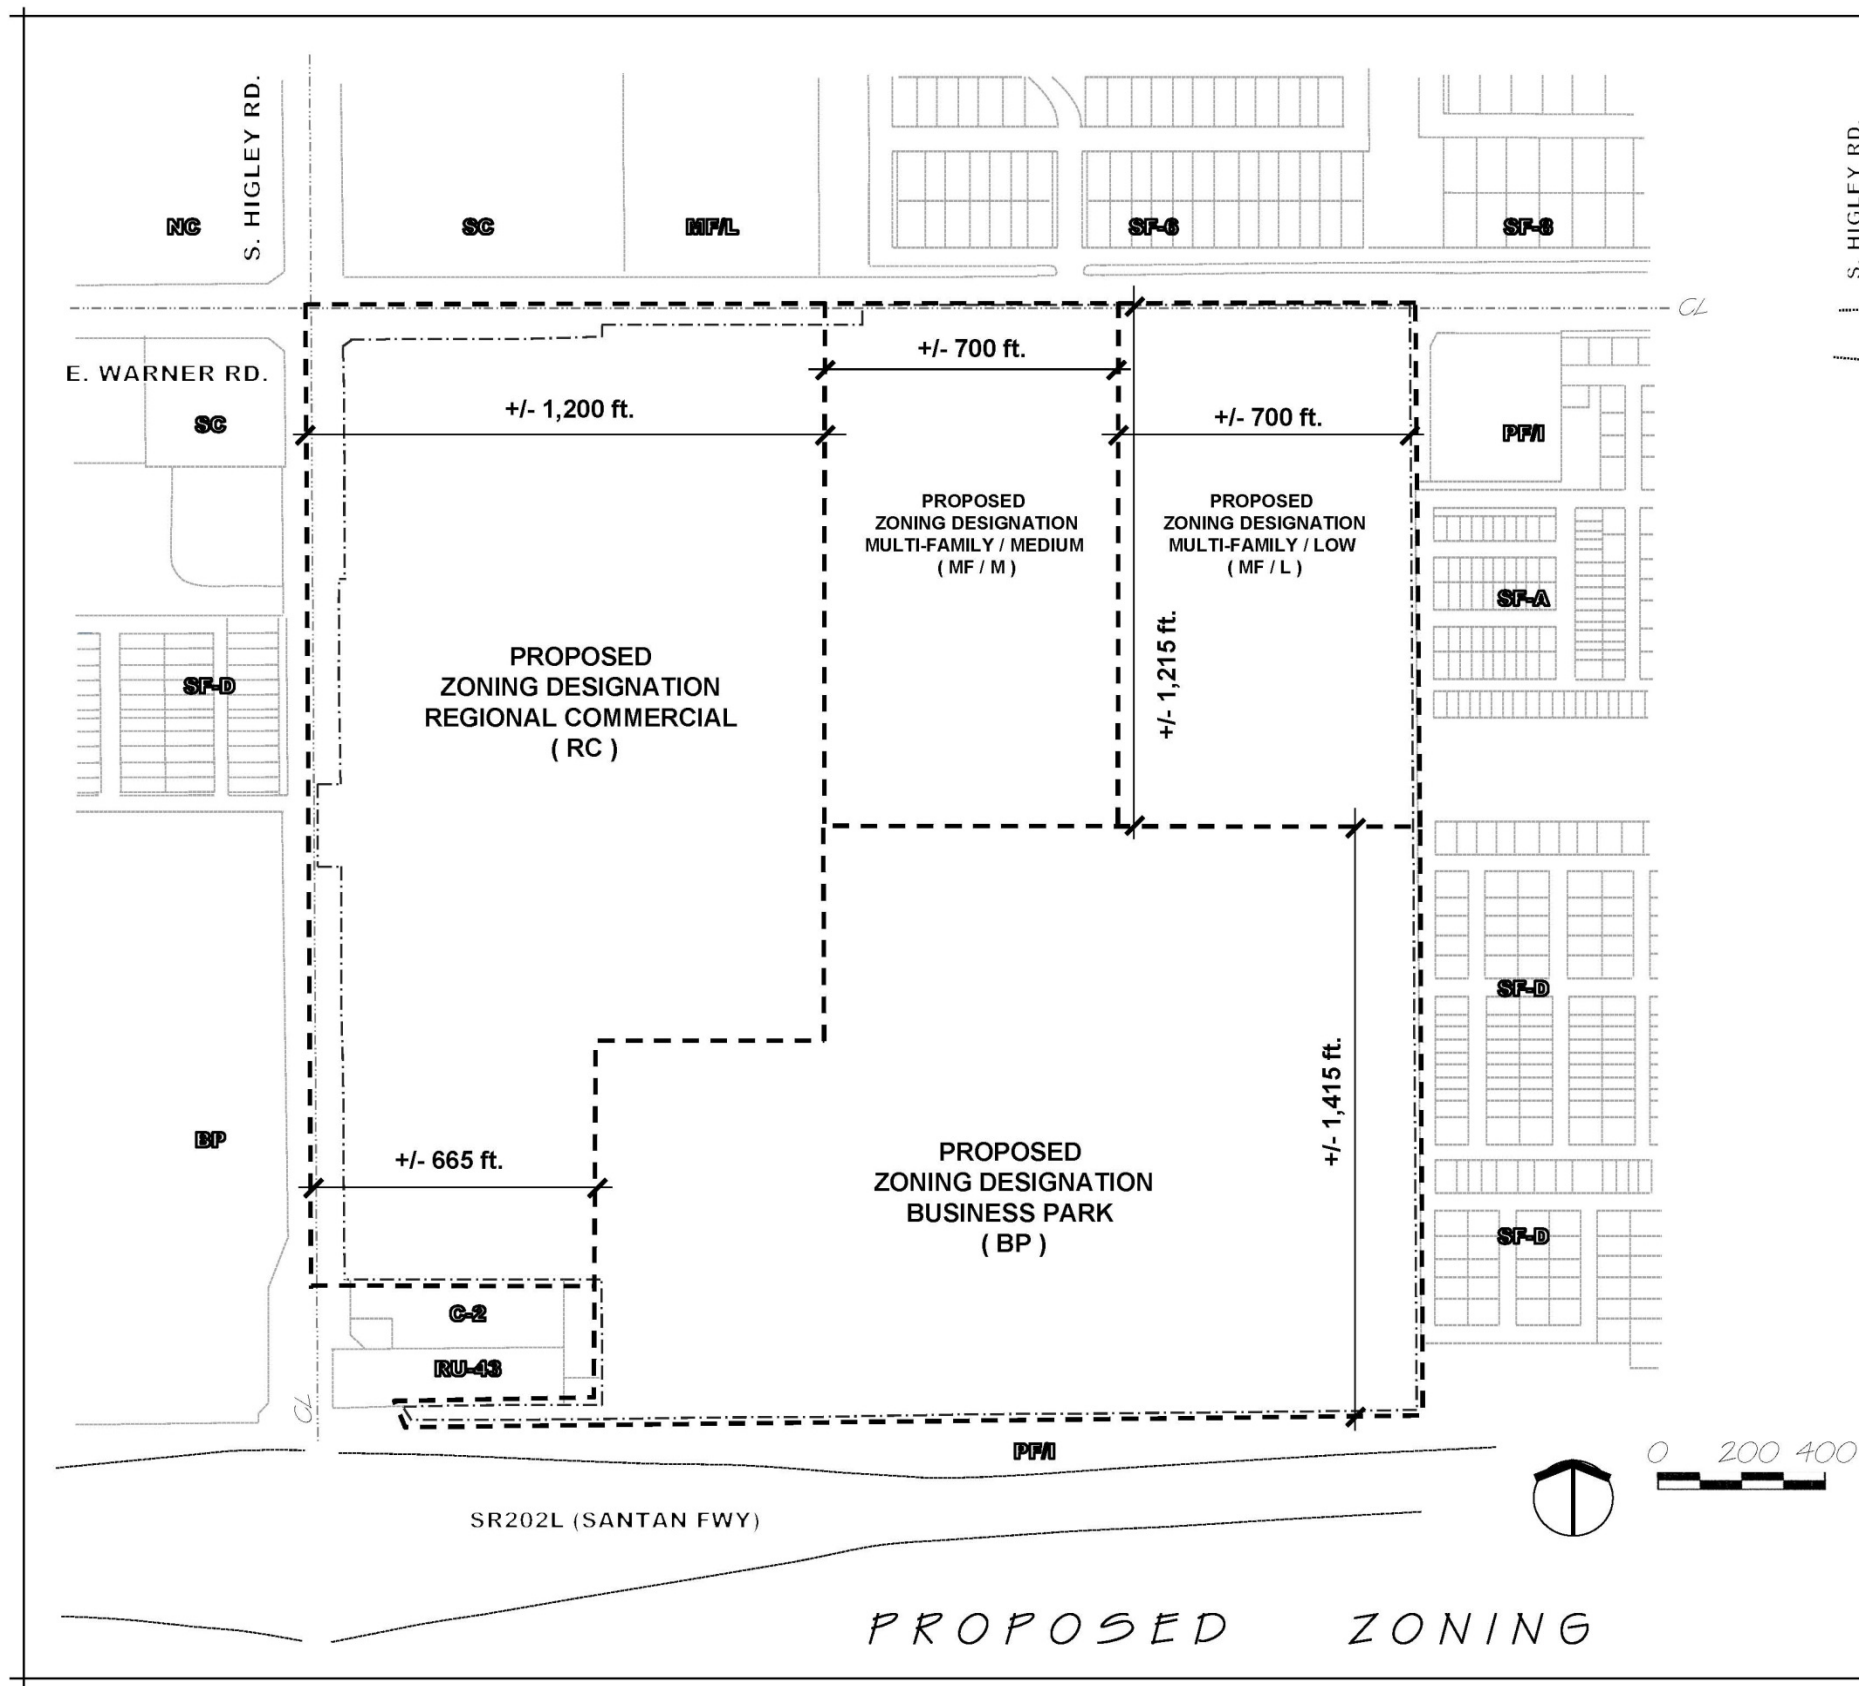 S. HIGLEY RD.
S. HIGLEY RD.
NC
SC
MF/L
SF-6
SF-8
CL
E. WARNER RD.
SC
+/- 700 ft.
+/- 1,200 ft.
+/- 700 ft.
PF/I
PROPOSED
ZONING DESIGNATION
MULTI-FAMILY / MEDIUM
( MF / M )
PROPOSED
ZONING DESIGNATION
MULTI-FAMILY / LOW
( MF / L )
SF-A
+/- 1,215 ft.
SF-D
PROPOSED
ZONING DESIGNATION
REGIONAL COMMERCIAL
( RC )
SF-D
+/- 1,415 ft.
BP
+/- 665 ft.
PROPOSED
ZONING DESIGNATION
BUSINESS PARK
( BP )
SF-D
C-2
RU-43
CL
PF/I
0 200 400
SR202L (SANTAN FWY)
PROPOSED ZONING